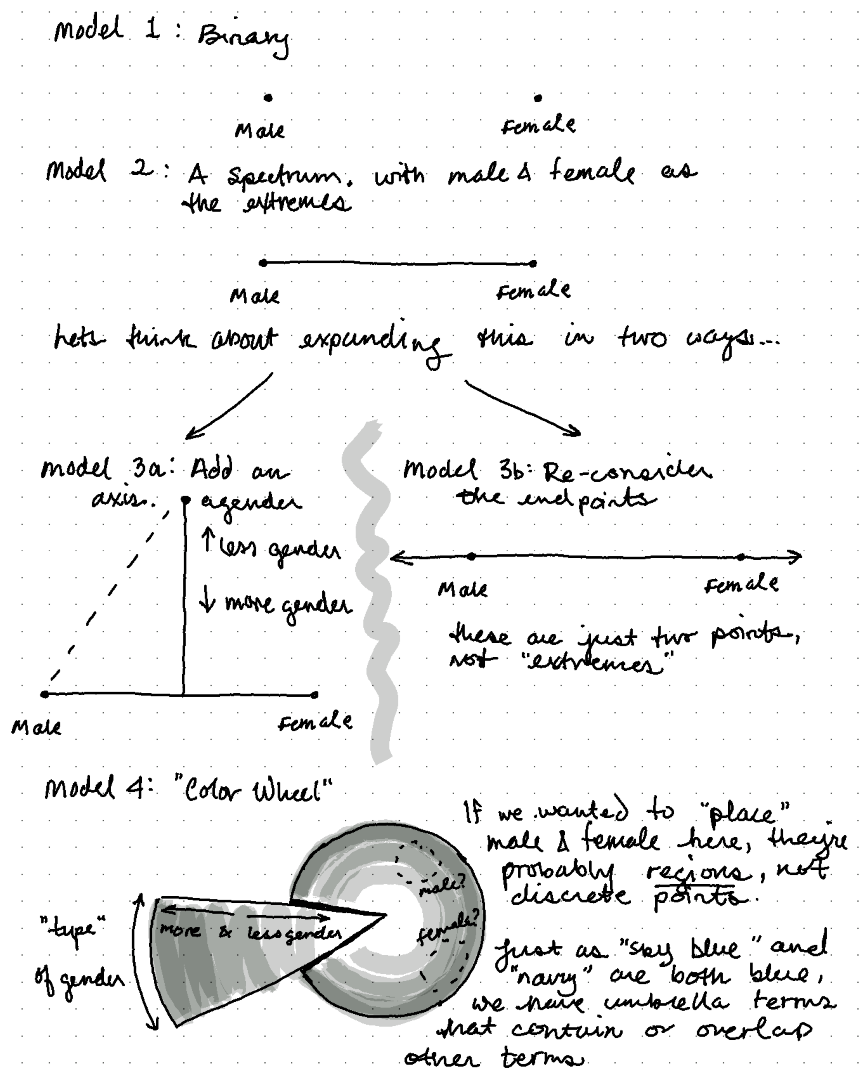 Model 1: Binary
Male
Female
Model 2: A spectrum, with male & female as
the extremes
Male
Female
Lets think about expanding this in two ways...
Model 3a: Add an
axis.
agender
↑ less gender
↓ more gender
Male
Female
Model 3b: Re-consider
the endpoints
Male
Female
these are just two points,
not "extremes"
Model 4: "Color Wheel"
"type"
of gender
more & less gender
male?
female?
If we wanted to "place"
male & female here, they're
probably regions, not
discrete points.
Just as "sky blue" and
"navy" are both blue,
we have umbrella terms
that contain or overlap
other terms